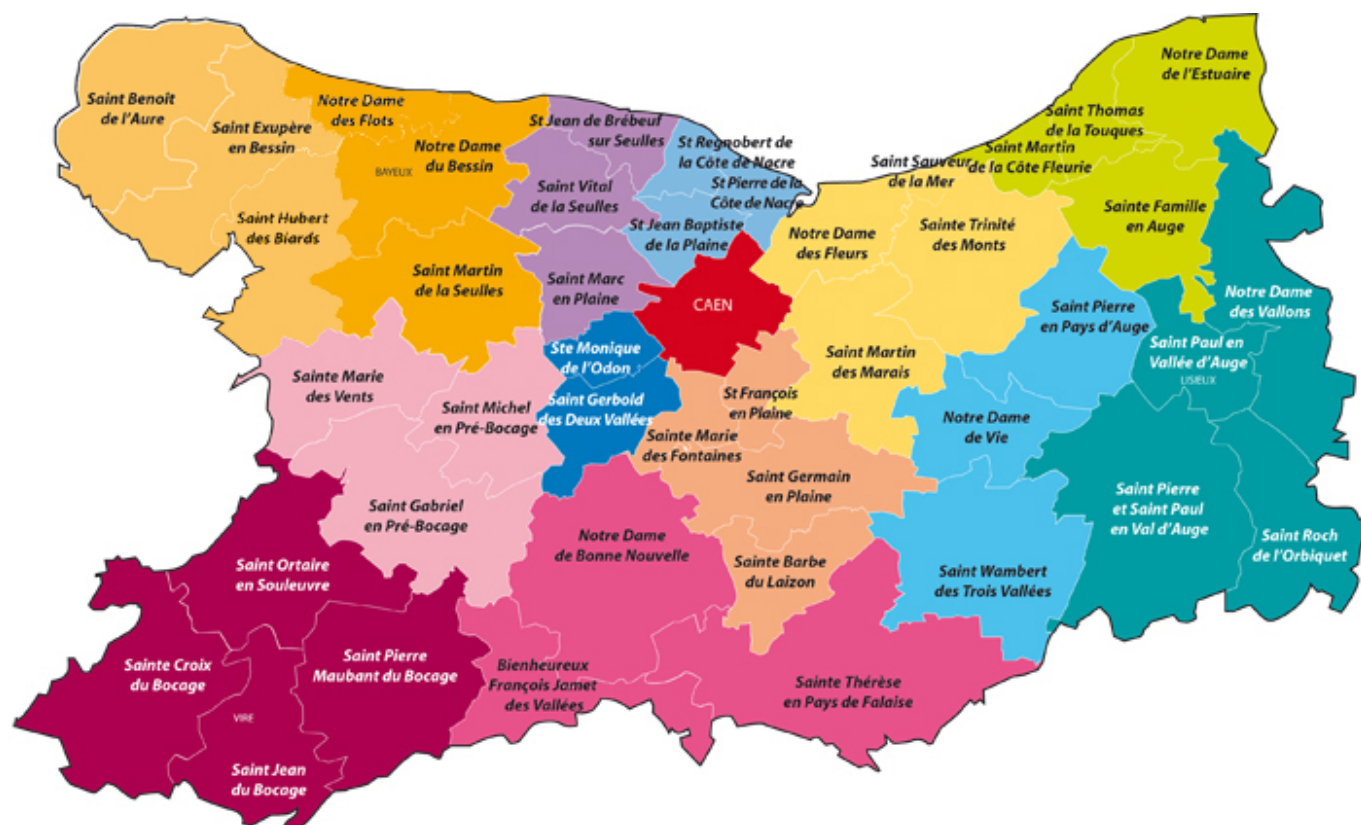 Saint Benoît
de l'Aure
Saint Exupère
en Bessin
Notre Dame
des Flots
Notre Dame
du Bessin
BAYEUX
Saint Hubert
des Biards
Saint Martin
de la Seulles
St Jean de Brébeuf
sur Seulles
Saint Vital
de la Seulles
Saint Marc
en Plaine
St Regnobert de
la Côte de Nacre
St Pierre de la
Côte de Nacre
St Jean Baptiste
de la Plaine
CAEN
Notre Dame
de l'Estuaire
Saint Thomas
de la Touques
Saint Martin
de la Côte Fleurie
Saint Sauveur
de la Mer
Sainte Famille
en Auge
Sainte Trinité
des Monts
Notre Dame
des Fleurs
Saint Martin
des Marais
Saint Pierre
en Pays d'Auge
Notre Dame
des Vallons
Saint Paul en
Vallée d'Auge
LISIEUX
Sainte Marie
des Vents
Saint Michel
en Pré-Bocage
Ste Monique
de l'Odon
Saint Gerbold
des Deux Vallées
St François
en Plaine
Sainte Marie
des Fontaines
Saint Germain
en Plaine
Notre Dame
de Vie
Saint Pierre
et Saint Paul
en Val d'Auge
Saint Roch
de l'Orbiquet
Saint Gabriel
en Pré-Bocage
Notre Dame
de Bonne Nouvelle
Sainte Barbe
du Laizon
Saint Wambert
des Trois Vallées
Saint Ortaire
en Souleuvre
Sainte Croix
du Bocage
Saint Pierre
Maubant du Bocage
Bienheureux
François Jamet
des Vallées
Sainte Thérèse
en Pays de Falaise
VIRE
Saint Jean
du Bocage